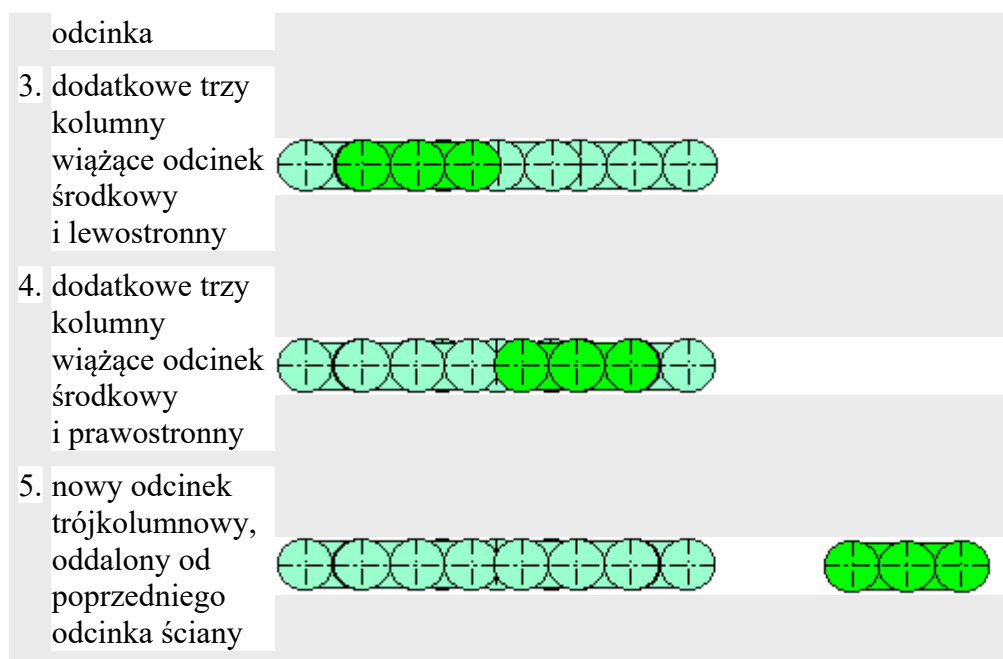 odcinka
3. dodatkowe trzy
kolumny
wiążące odcinek
środkowy
i lewostronny
4. dodatkowe trzy
kolumny
wiążące odcinek
środkowy
i prawostronny
5. nowy odcinek
trójkolumnowy,
oddalony od
poprzedniego
odcinka ściany